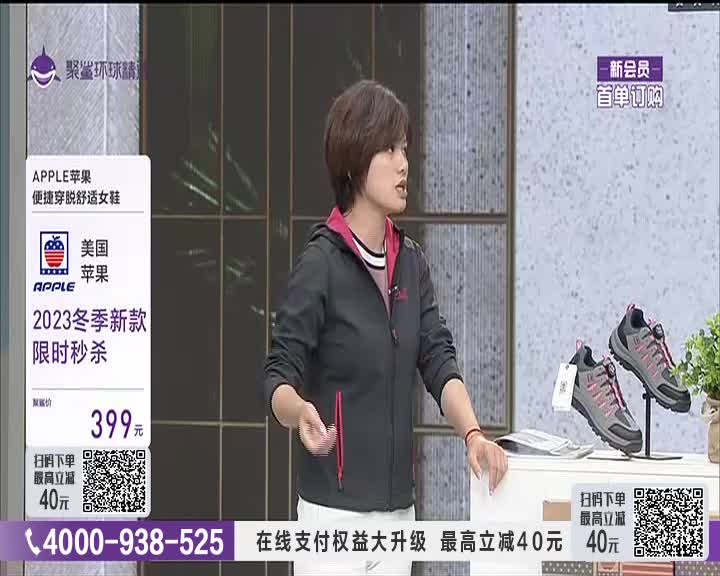 聚鲨环球精选
新会员
首单订购
APPLE苹果
便捷穿脱舒适女鞋
美国
苹果
APPLE
2023冬季新款
限时秒杀
聚鲨价
399元
扫码下单
最高立减
40元
扫码下单
最高立减
40元
4000-938-525
在线支付权益大升级 最高立减40元